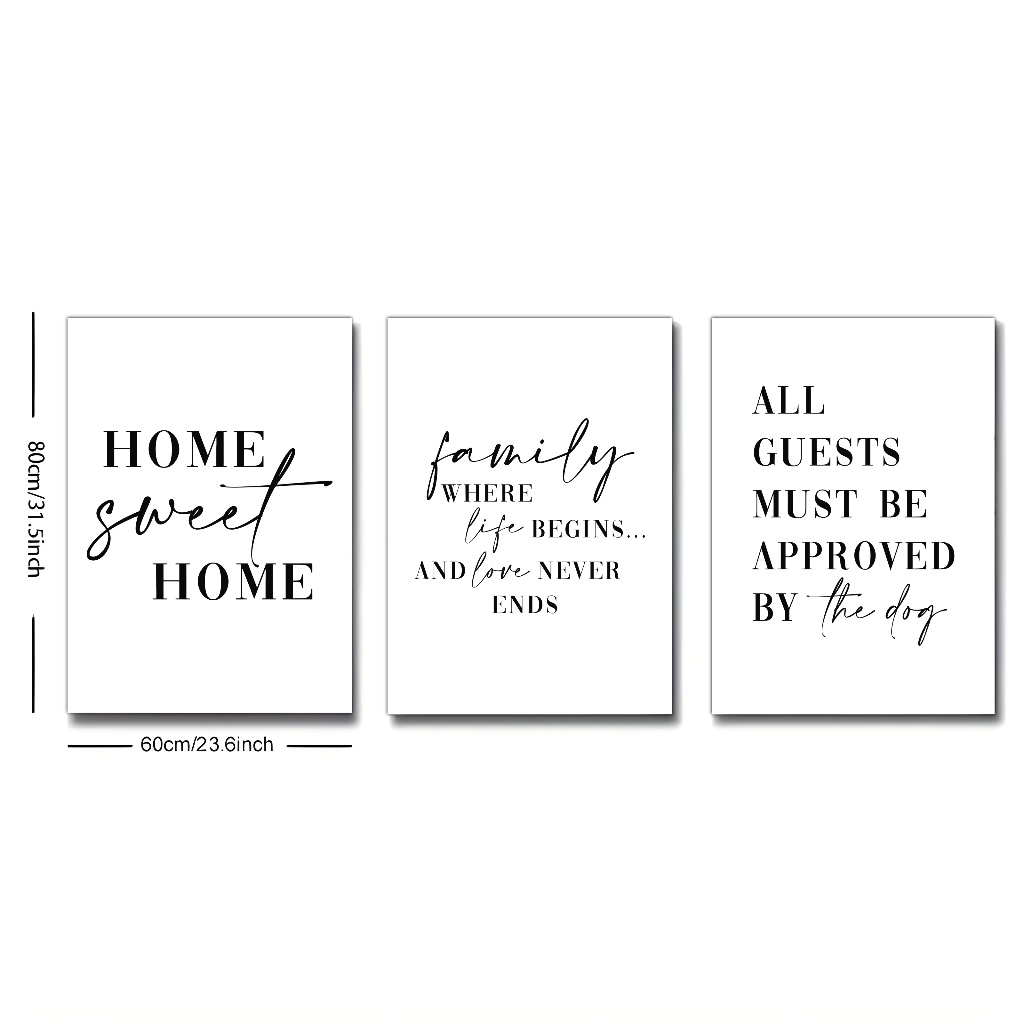 80cm/31.5inch
HOME
sweet
HOME
60cm/23.6inch
family
WHERE
life BEGINS...
AND love NEVER
ENDS
ALL
GUESTS
MUST BE
APPROVED
BY the dog